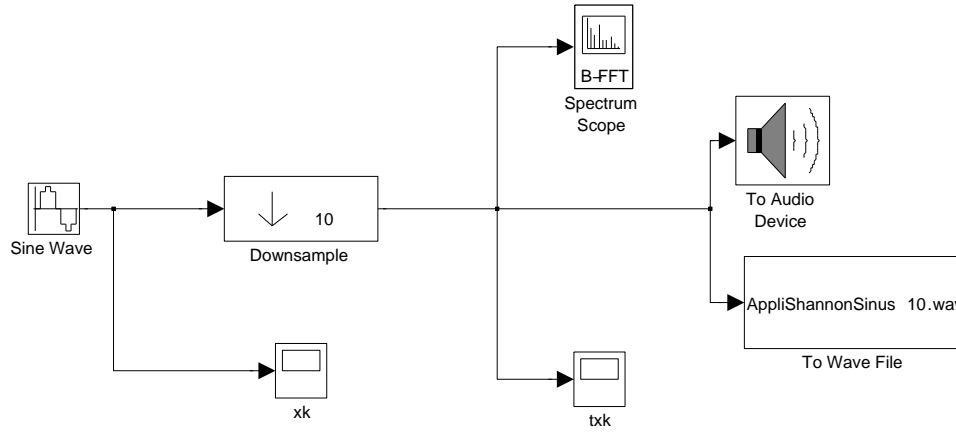 B-FFT
Spectrum
Scope
To Audio
Device
10
Sine Wave
Downsample
AppliShannonSinus 10.wav
To Wave File
xk
txk